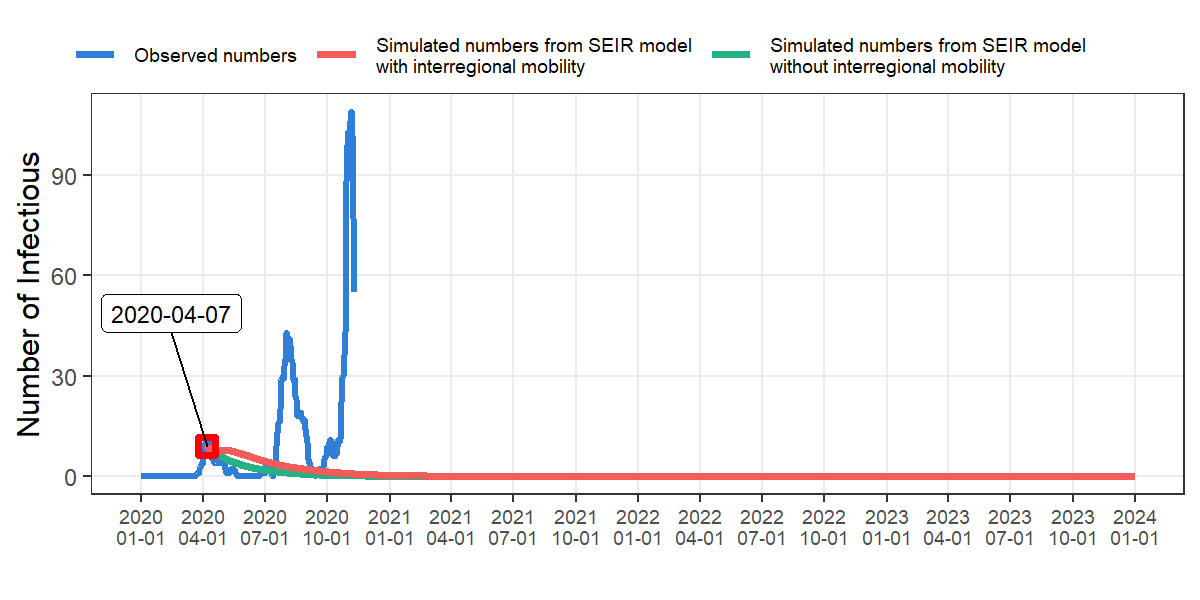 Observed numbers
Simulated numbers from SEIR model
with interregional mobility
Simulated numbers from SEIR model
without interregional mobility
Number of Infectious
90
60
30
0
2020-04-07
2020 2020 2020 2020 2021 2021 2021 2021 2022 2022 2022 2022 2023 2023 2023 2023 2024
01-01 04-01 07-01 10-01 01-01 04-01 07-01 10-01 01-01 04-01 07-01 10-01 01-01 04-01 07-01 10-01 01-01